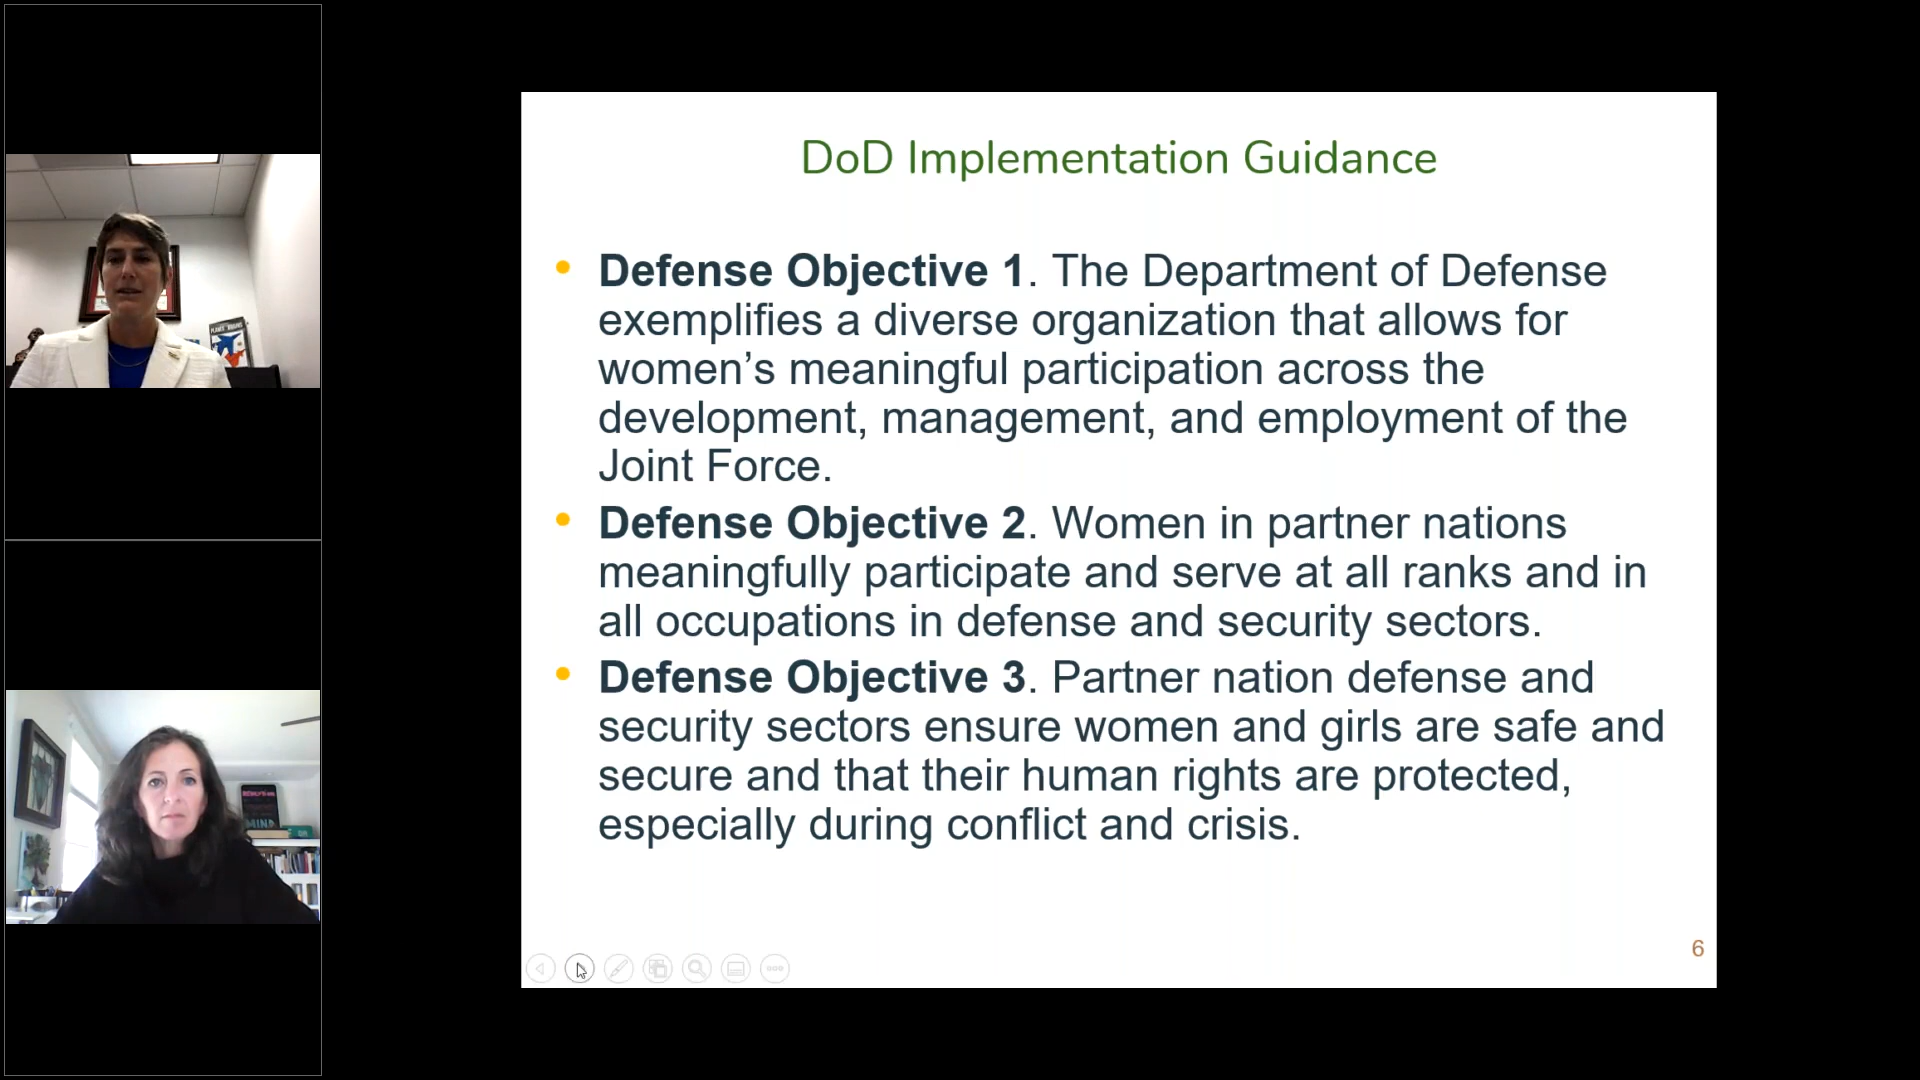 DoD Implementation Guidance
• Defense Objective 1. The Department of Defense
exemplifies a diverse organization that allows for
women’s meaningful participation across the
development, management, and employment of the
Joint Force.
• Defense Objective 2. Women in partner nations
meaningfully participate and serve at all ranks and in
all occupations in defense and security sectors.
• Defense Objective 3. Partner nation defense and
security sectors ensure women and girls are safe and
secure and that their human rights are protected,
especially during conflict and crisis.
6
MIND